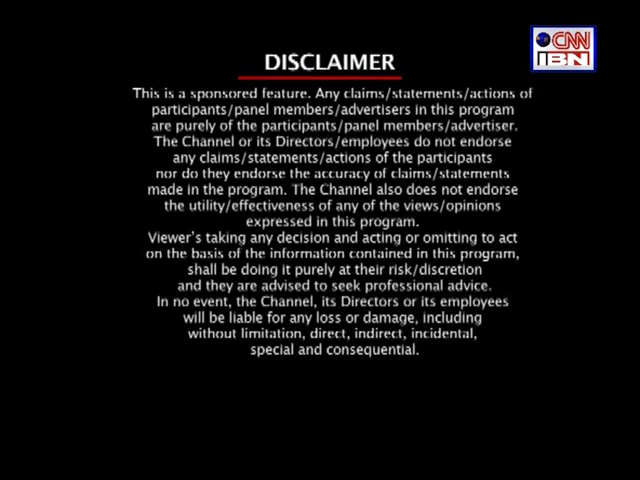 CNN
IBN
DISCLAIMER
This is a sponsored feature. Any claims/statements/actions of
participants/panel members/advertisers in this program
are purely of the participants/panel members/advertiser.
The Channel or its Directors/employees do not endorse
any claims/statements/actions of the participants
nor do they endorse the accuracy of claims/statements
made in the program. The Channel also does not endorse
the utility/effectiveness of any of the views/opinions
expressed in this program.
Viewer's taking any decision and acting or omitting to act
on the basis of the information contained in this program,
shall be doing it purely at their risk/discretion
and they are advised to seek professional advice.
In no event, the Channel, its Directors or its employees
will be liable for any loss or damage, including
without limitation, direct, indirect, incidental,
special and consequential.